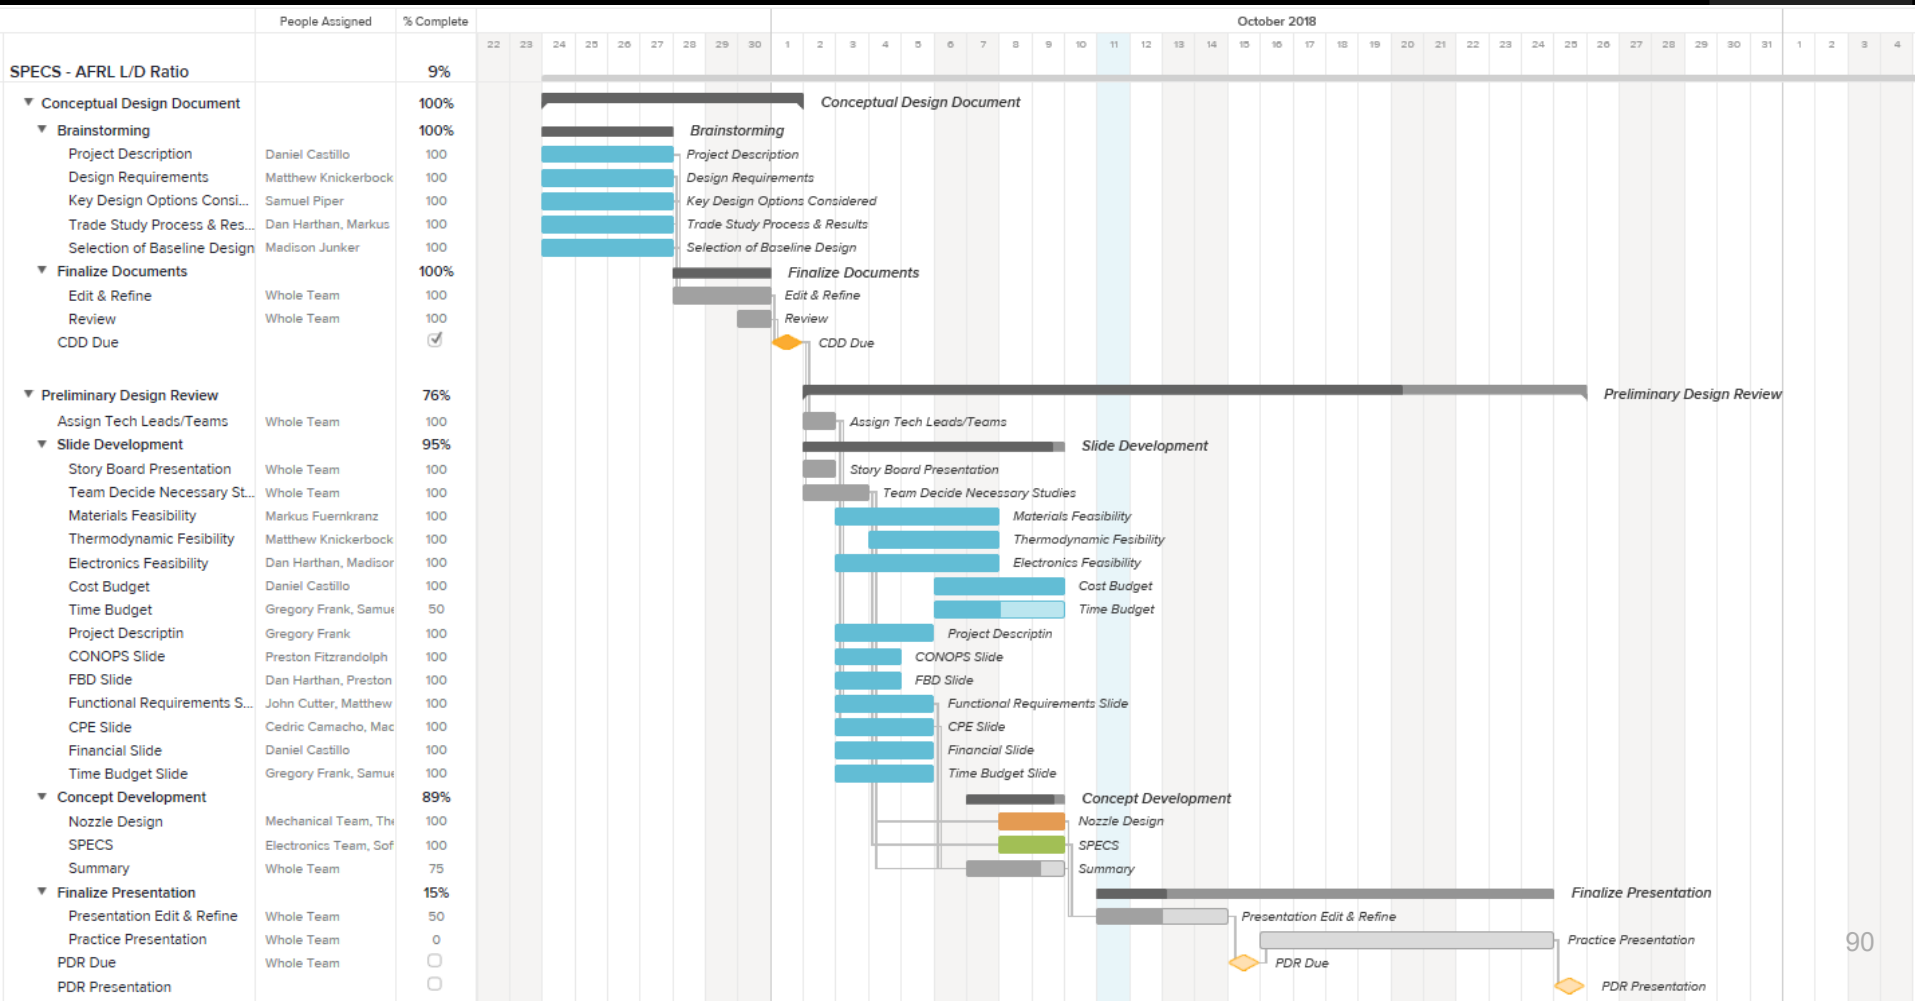 People Assigned % Complete October 2018
22 23 24 25 26 27 28 29 30 1 2 3 4 5 6 7 8 9 10 11 12 13 14 15 16 17 18 19 20 21 22 23 24 25 26 27 28 29 30 31 1 2 3 4
SPECS - AFRL L/D Ratio 9%
Conceptual Design Document 100% Conceptual Design Document
Brainstorming 100% Brainstorming
Project Description Daniel Castillo 100 Project Description
Design Requirements Matthew Knickerbock 100 Design Requirements
Key Design Options Consi... Samuel Piper 100 Key Design Options Considered
Trade Study Process & Res... Dan Harthan, Markus 100 Trade Study Process & Results
Selection of Baseline Design Madison Junker 100 Selection of Baseline Design
Finalize Documents 100% Finalize Documents
Edit & Refine Whole Team 100 Edit & Refine
Review Whole Team 100 Review
CDD Due CDD Due
Preliminary Design Review 76% Preliminary Design Review
Assign Tech Leads/Teams Whole Team 100 Assign Tech Leads/Teams
Slide Development 95% Slide Development
Story Board Presentation Whole Team 100 Story Board Presentation
Team Decide Necessary St... Whole Team 100 Team Decide Necessary Studies
Materials Feasibility Markus Fuernkranz 100 Materials Feasibility
Thermodynamic Fesibility Matthew Knickerbock 100 Thermodynamic Fesibility
Electronics Feasibility Dan Harthan, Madisor 100 Electronics Feasibility
Cost Budget Daniel Castillo 100 Cost Budget
Time Budget Gregory Frank, Samue 50 Time Budget
Project Descriptin Gregory Frank 100 Project Descriptin
CONOPS Slide Preston Fitzrandolph 100 CONOPS Slide
FBD Slide Dan Harthan, Preston 100 FBD Slide
Functional Requirements S... John Cutter, Matthew 100 Functional Requirements Slide
CPE Slide Cedric Camacho, Mac 100 CPE Slide
Financial Slide Daniel Castillo 100 Financial Slide
Time Budget Slide Gregory Frank, Samue 100 Time Budget Slide
Concept Development 89% Concept Development
Nozzle Design Mechanical Team, The 100 Nozzle Design
SPECS Electronics Team, Sof 100 SPECS
Summary Whole Team 75 Summary
Finalize Presentation 15% Finalize Presentation
Presentation Edit & Refine Whole Team 50 Presentation Edit & Refine
Practice Presentation Whole Team 0 Practice Presentation 90
PDR Due Whole Team PDR Due
PDR Presentation PDR Presentation